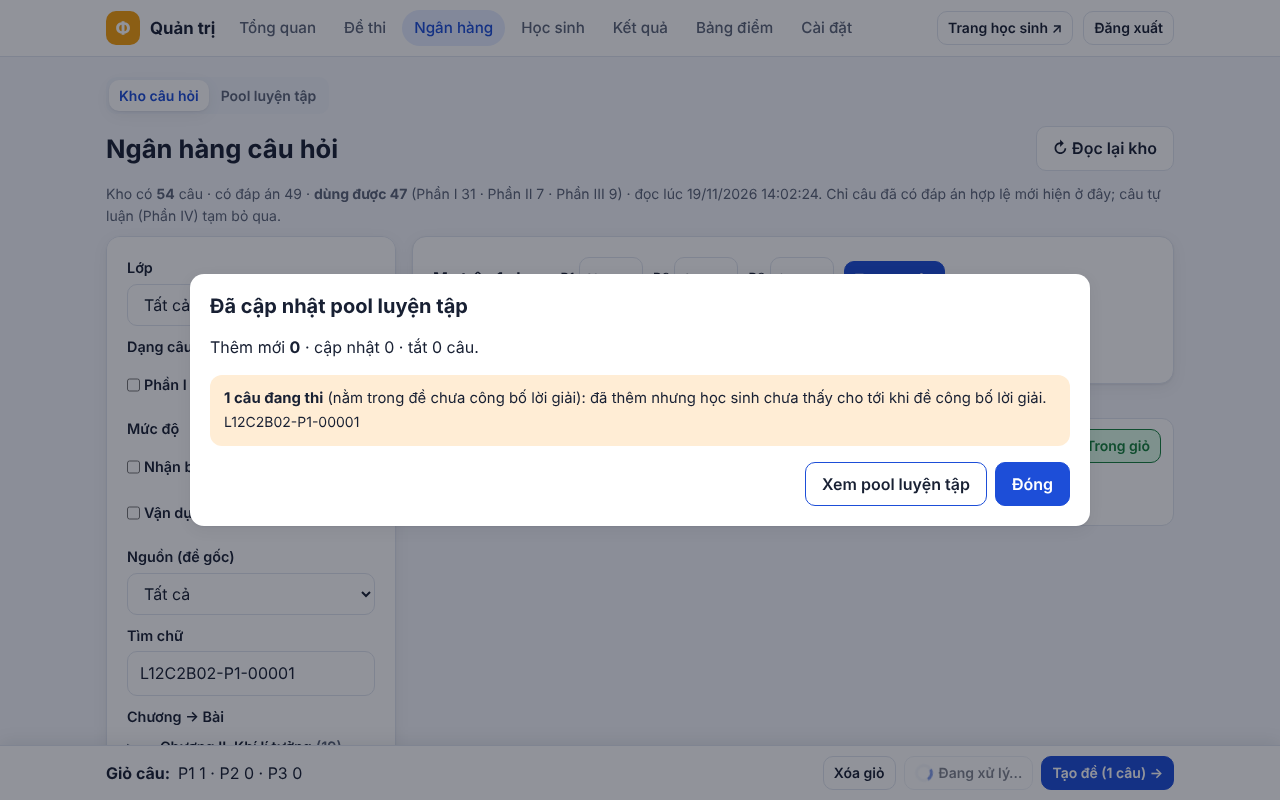 Φ Quản trị Tổng quan Đề thi Ngân hàng Học sinh Kết quả Bảng điểm Cài đặt Trang học sinh ↗ Đăng xuất
Kho câu hỏi Pool luyện tập
Ngân hàng câu hỏi
↻ Đọc lại kho
Kho có 54 câu · có đáp án 49 · dùng được 47 (Phần I 31 · Phần II 7 · Phần III 9) · đọc lúc 19/11/2026 14:02:24. Chỉ câu đã có đáp án hợp lệ mới hiện ở đây; câu tự
luận (Phần IV) tạm bỏ qua.
Lớp
Tất cả
Đã cập nhật pool luyện tập
Thêm mới 0 · cập nhật 0 · tắt 0 câu.
Dạng câu
Phần I
1 câu đang thi (nằm trong đề chưa công bố lời giải): đã thêm nhưng học sinh chưa thấy cho tới khi đề công bố lời giải.
L12C2B02-P1-00001
Mức độ
Trong giỏ
Nhận b
Xem pool luyện tập Đóng
Vận dụ
Nguồn (đề gốc)
Tất cả
Tìm chữ
L12C2B02-P1-00001
Chương → Bài
Giỏ câu: P1 1 · P2 0 · P3 0 Xóa giỏ Đang xử lý... Tạo đề (1 câu) →